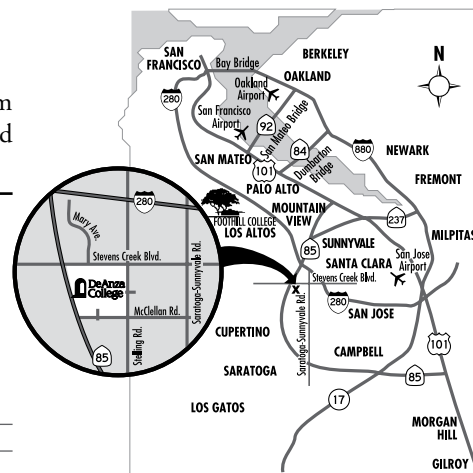 m
d
SAN
FRANCISCO
Bay Bridge
BERKELEY
OAKLAND
N
Oakland
Airport
280
San Francisco
Airport
92
San Mateo Bridge
84
880
SAN MATEO
101
Dumbarton
Bridge
NEWARK
FREMONT
PALO ALTO
MOUNTAIN
VIEW
FOOTHILL COLLEGE
LOS ALTOS
237
MILPITAS
85
SUNNYVALE
SANTA CLARA
San Jose
Airport
Stevens Creek Blvd.
x
280
SAN JOSE
Saratoga-Sunnyvale Rd.
CUPERTINO
CAMPBELL
101
SARATOGA
85
LOS GATOS
17
MORGAN
HILL
GILROY
280
Mary Ave.
Stevens Creek Blvd.
DeAnza
College
McClellan Rd.
Stelling Rd.
Saratoga-Sunnyvale Rd.
85